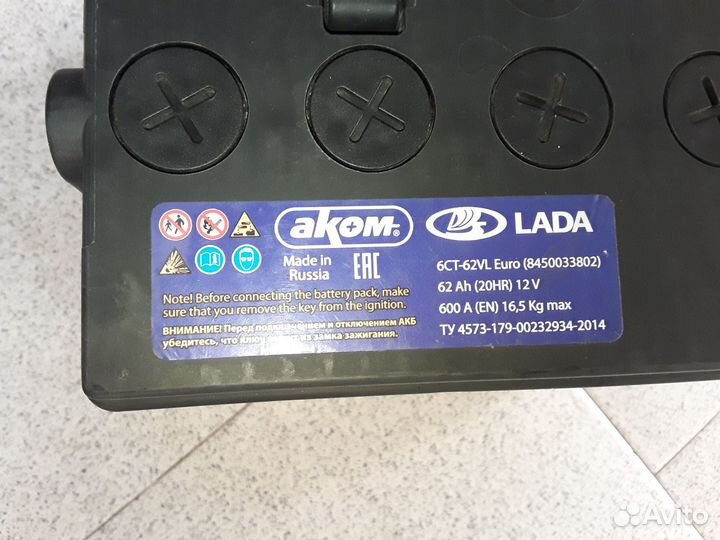 аком®
LADA
Made in
Russia
EAC
6СТ-62VL Euro (8450033802)
62 Ah (20HR) 12 V
600 A (EN) 16,5 Kg max
ТУ 4573-179-00232934-2014
Note! Before connecting the battery pack, make
sure that you remove the key from the ignition.
ВНИМАНИЕ! Перед подключением и отключением АКБ
убедитесь, что ключ из замка зажигания.
Avito